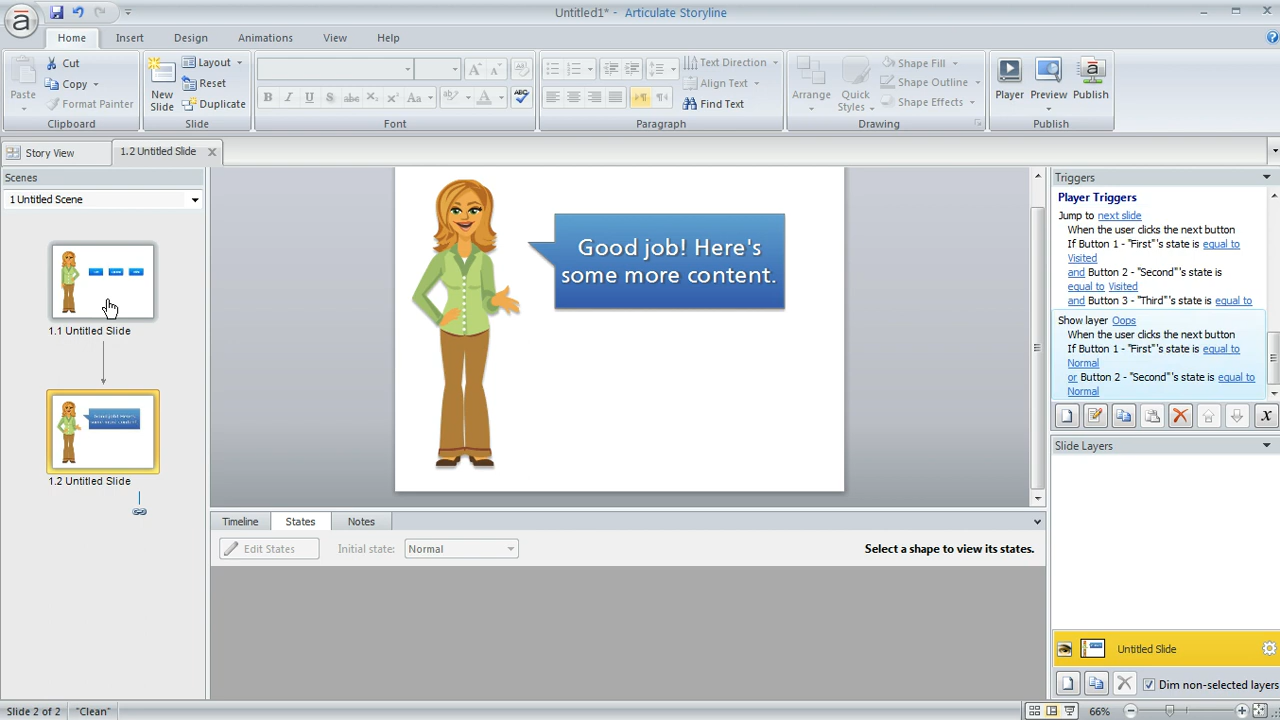 Untitled1* - Articulate Storyline
Home Insert Design Animations View Help
Paste
Cut
Copy
Format Painter
Clipboard
New Slide
Layout
Reset
Duplicate
Slide
B I U S abc X₂ X² Aa AV A ABC
Font
Text Direction
Align Text
Find Text
Paragraph
Arrange
Quick Styles
Shape Fill
Shape Outline
Shape Effects
Drawing
Player
Preview
Publish
Publish
Story View
1.2 Untitled Slide
Scenes
1 Untitled Scene
1.1 Untitled Slide
1.2 Untitled Slide
Good job! Here's
some more content.
Timeline States Notes
Edit States
Initial state: Normal
Select a shape to view its states.
Triggers
Player Triggers
Jump to next slide
When the user clicks the next button
If Button 1 - "First"'s state is equal to
Visited
and Button 2 - "Second"'s state is
equal to Visited
and Button 3 - "Third"'s state is equal to
Show layer Oops
When the user clicks the next button
If Button 1 - "First"'s state is equal to
Normal
or Button 2 - "Second"'s state is equal to
Normal
Slide Layers
Untitled Slide
Dim non-selected layers
Slide 2 of 2 "Clean"
66%